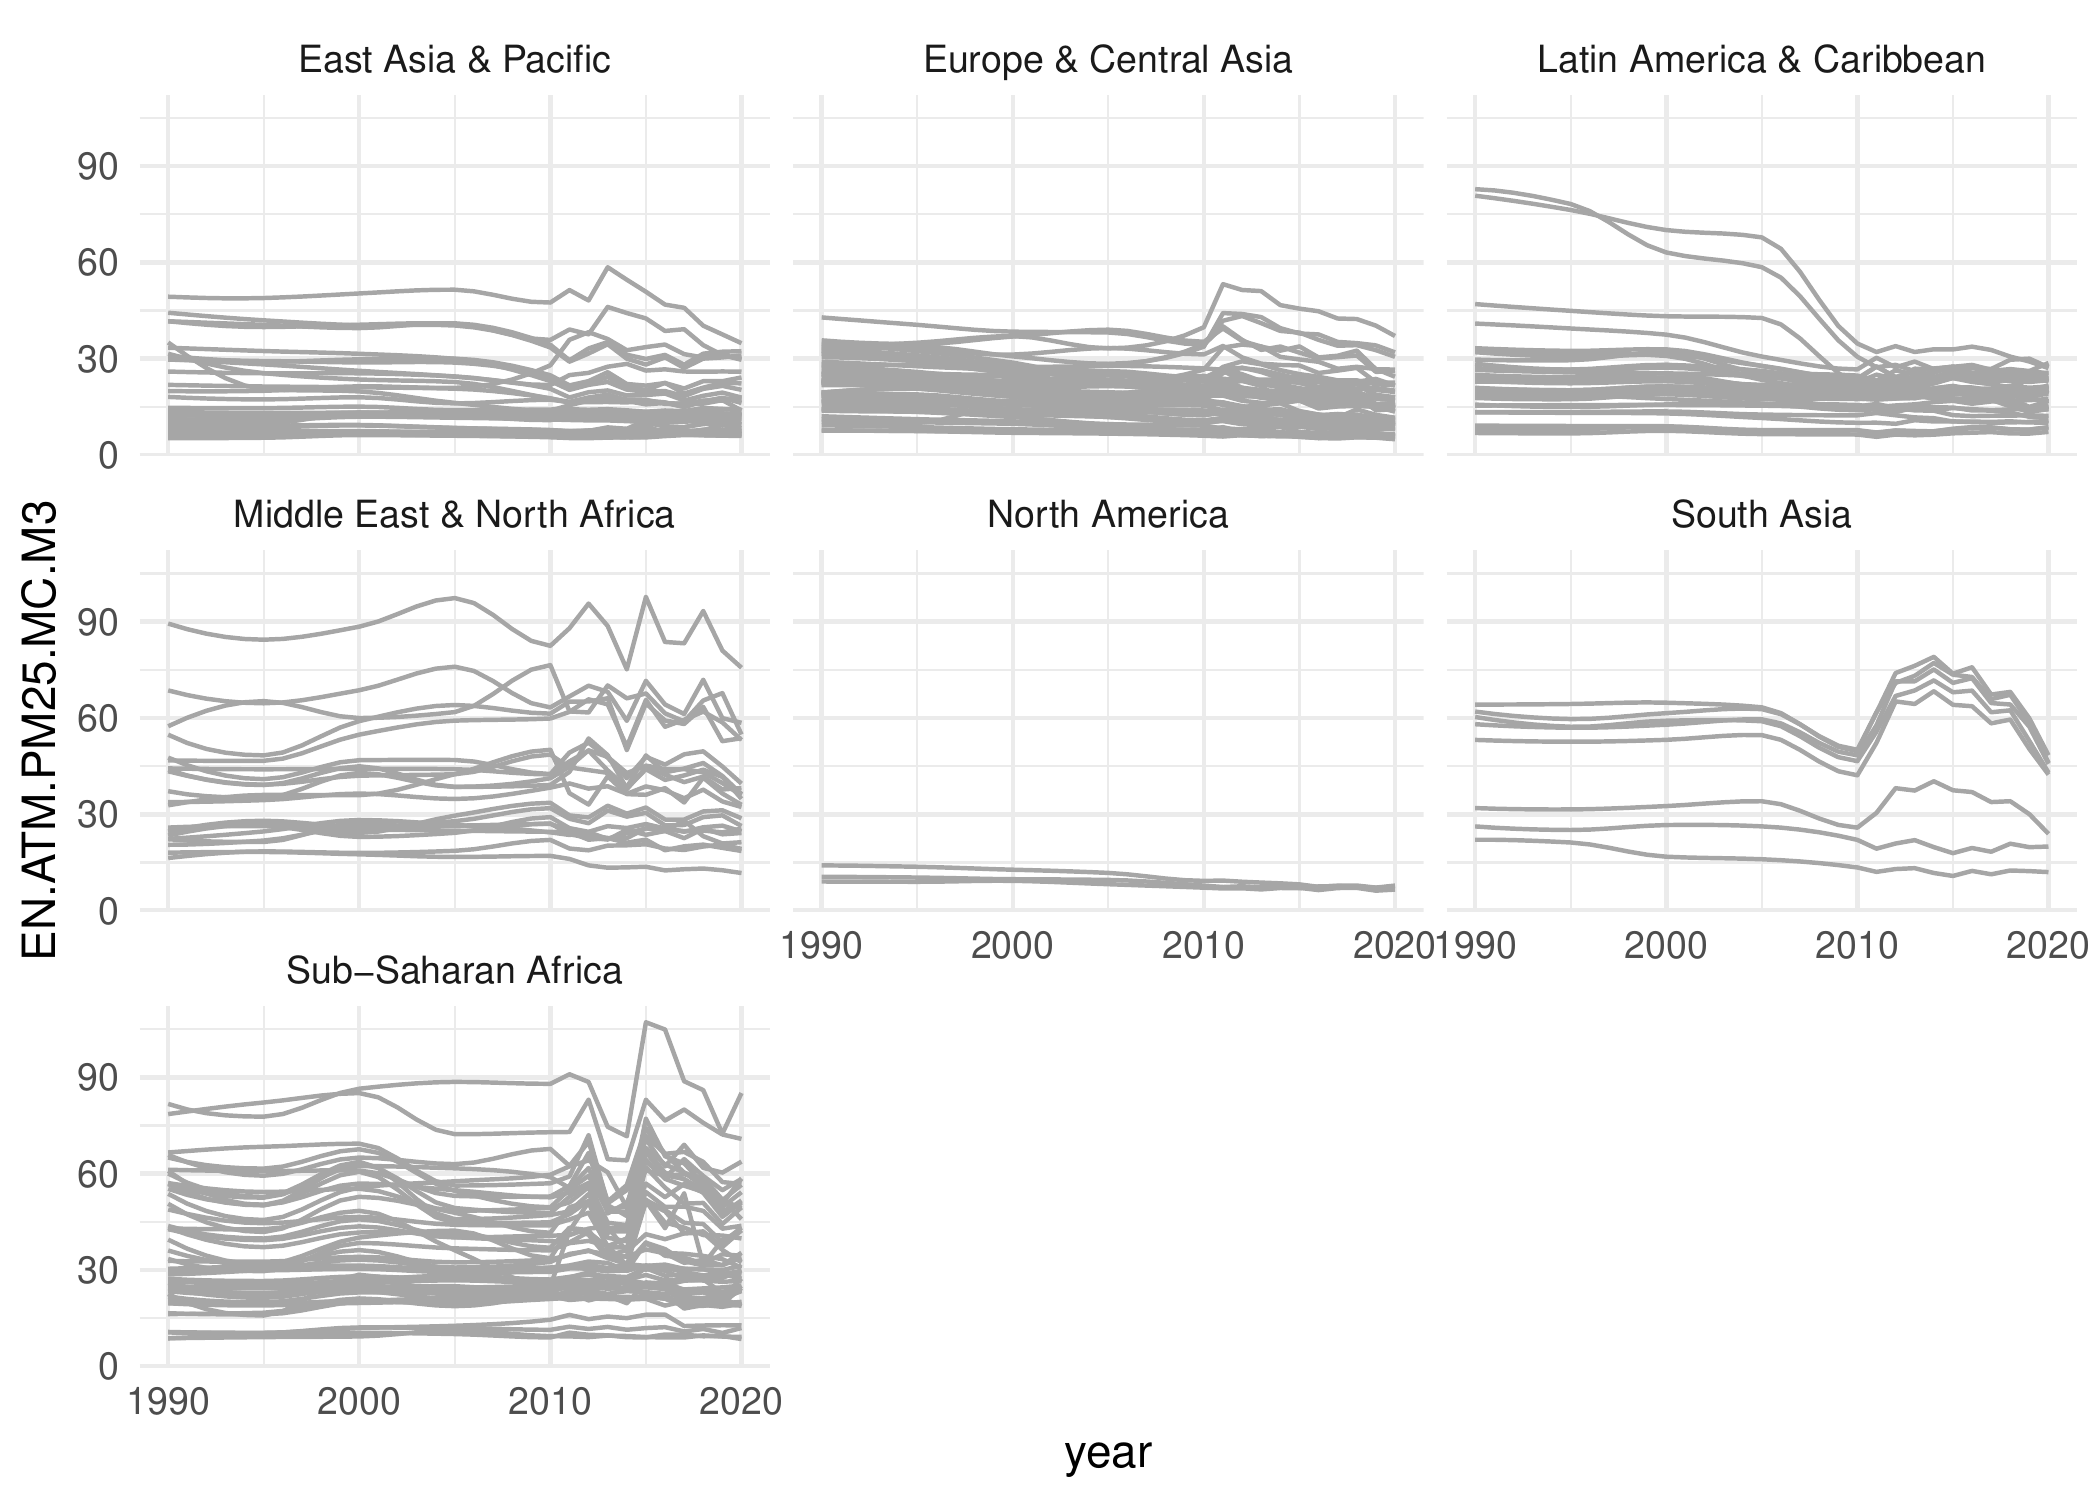 East Asia & Pacific
Europe & Central Asia
Latin America & Caribbean
90
60
30
0
EN.ATM.PM25.MC.M3
Middle East & North Africa
North America
South Asia
90
60
30
0
1990 2000 2010 2020
1990 2000 2010 2020
Sub−Saharan Africa
90
60
30
0
1990 2000 2010 2020
year